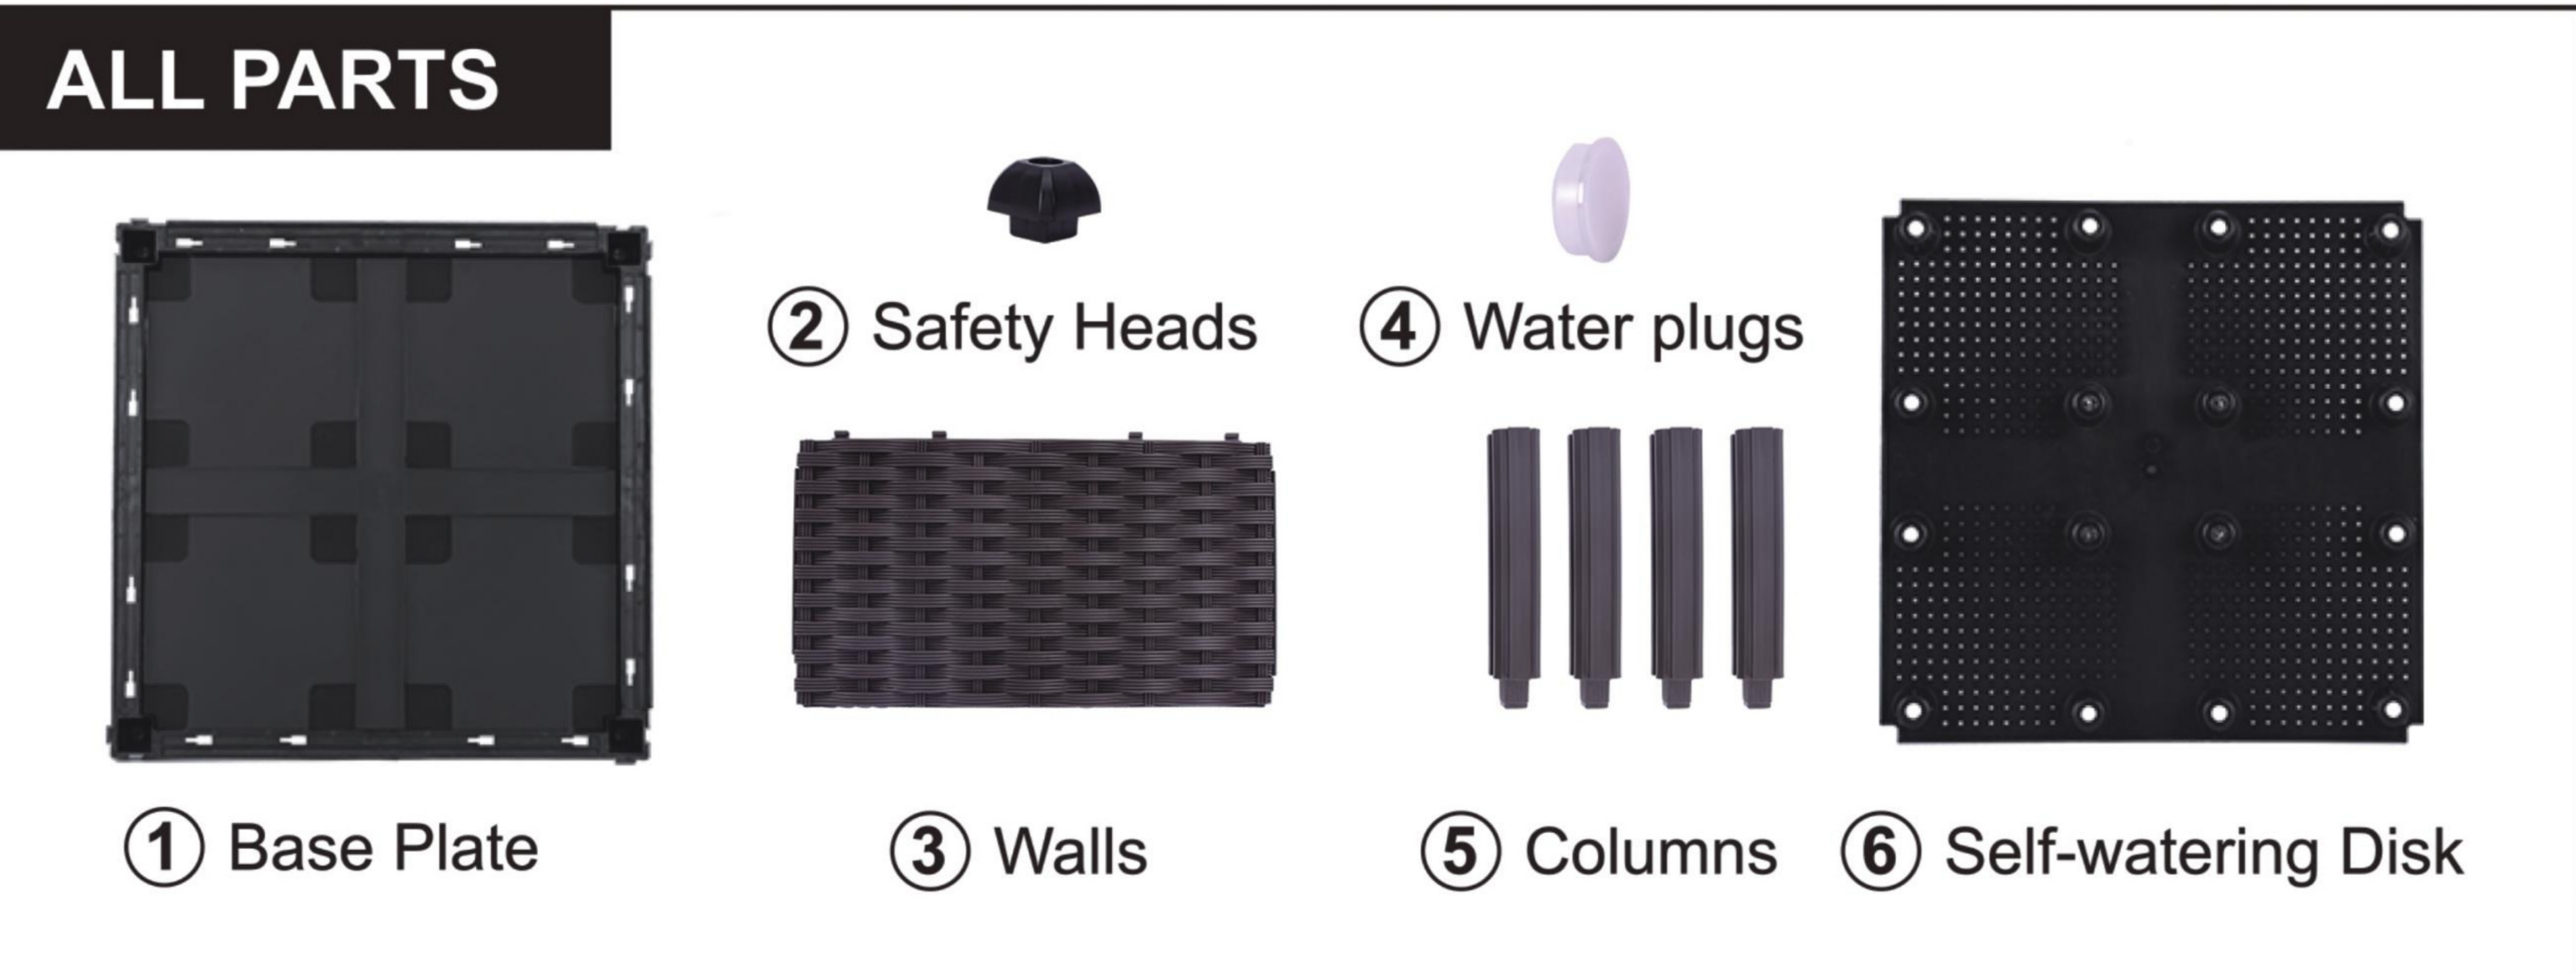 ALL PARTS
② Safety Heads
④ Water plugs
① Base Plate
③ Walls
⑤ Columns
⑥ Self-watering Disk